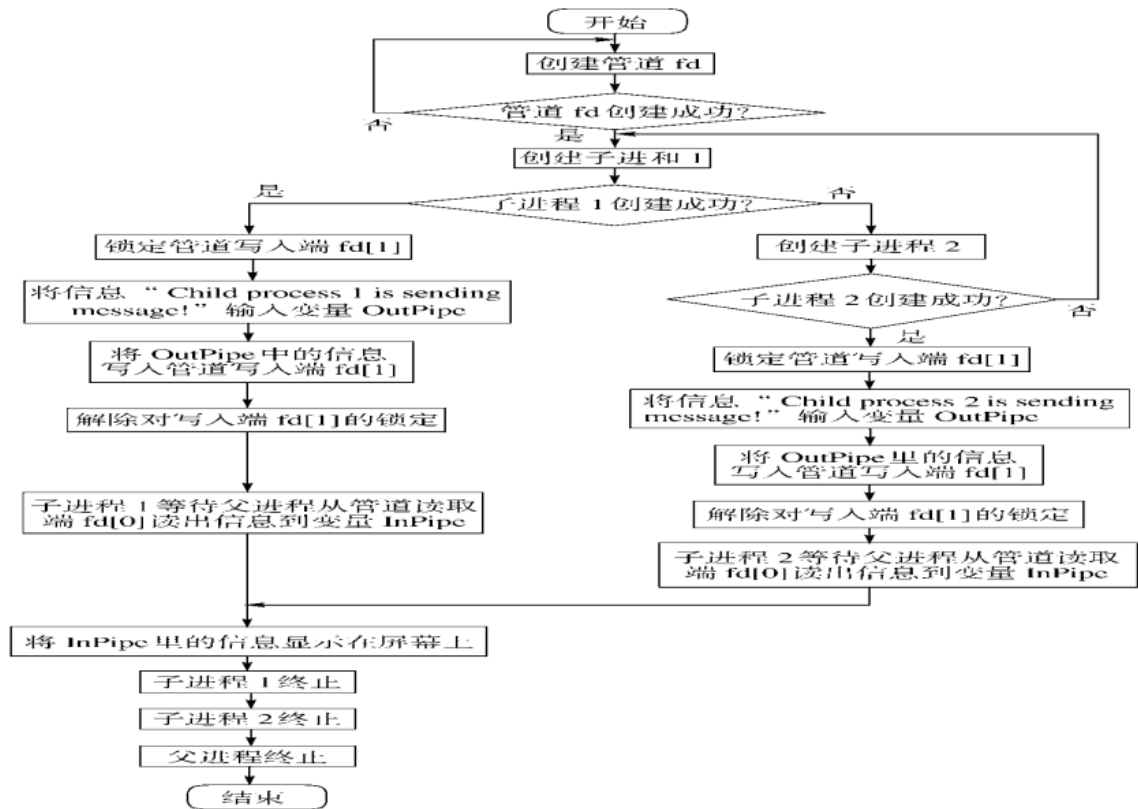 开始
创建管道 fd
管道 fd 创建成功?
否
是
创建子进和 1
是
子进程 1 创建成功?
否
锁定管道写入端 fd[1]
将信息“ Child process 1 is sending
message!” 输入变量 OutPipe
将 OutPipe 中的信息
写入管道写入端 fd[1]
解除对写入端 fd[1]的锁定
子进程 1 等待父进程从管道读取
端 fd[0]读出信息到变量 InPipe
创建子进程 2
子进程 2 创建成功?
否
是
锁定管道写入端 fd[1]
将信息“ Child process 2 is sending
message!” 输入变量 OutPipe
将 OutPipe 里的信息
写入管道写入端 fd[1]
解除对写入端 fd[1]的锁定
子进程 2 等待父进程从管道读取
端 fd[0]读出信息到变量 InPipe
将 InPipe 里的信息显示在屏幕上
子进程 1 终止
子进程 2 终止
父进程终止
结束